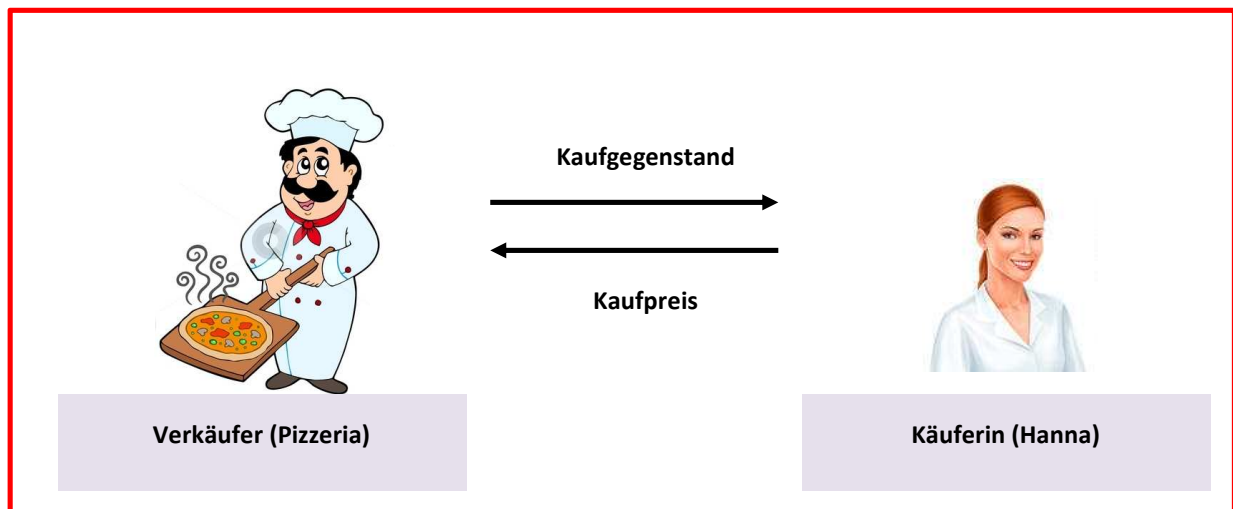 Kaufgegenstand
Kaufpreis
Verkäufer (Pizzeria)
Käuferin (Hanna)